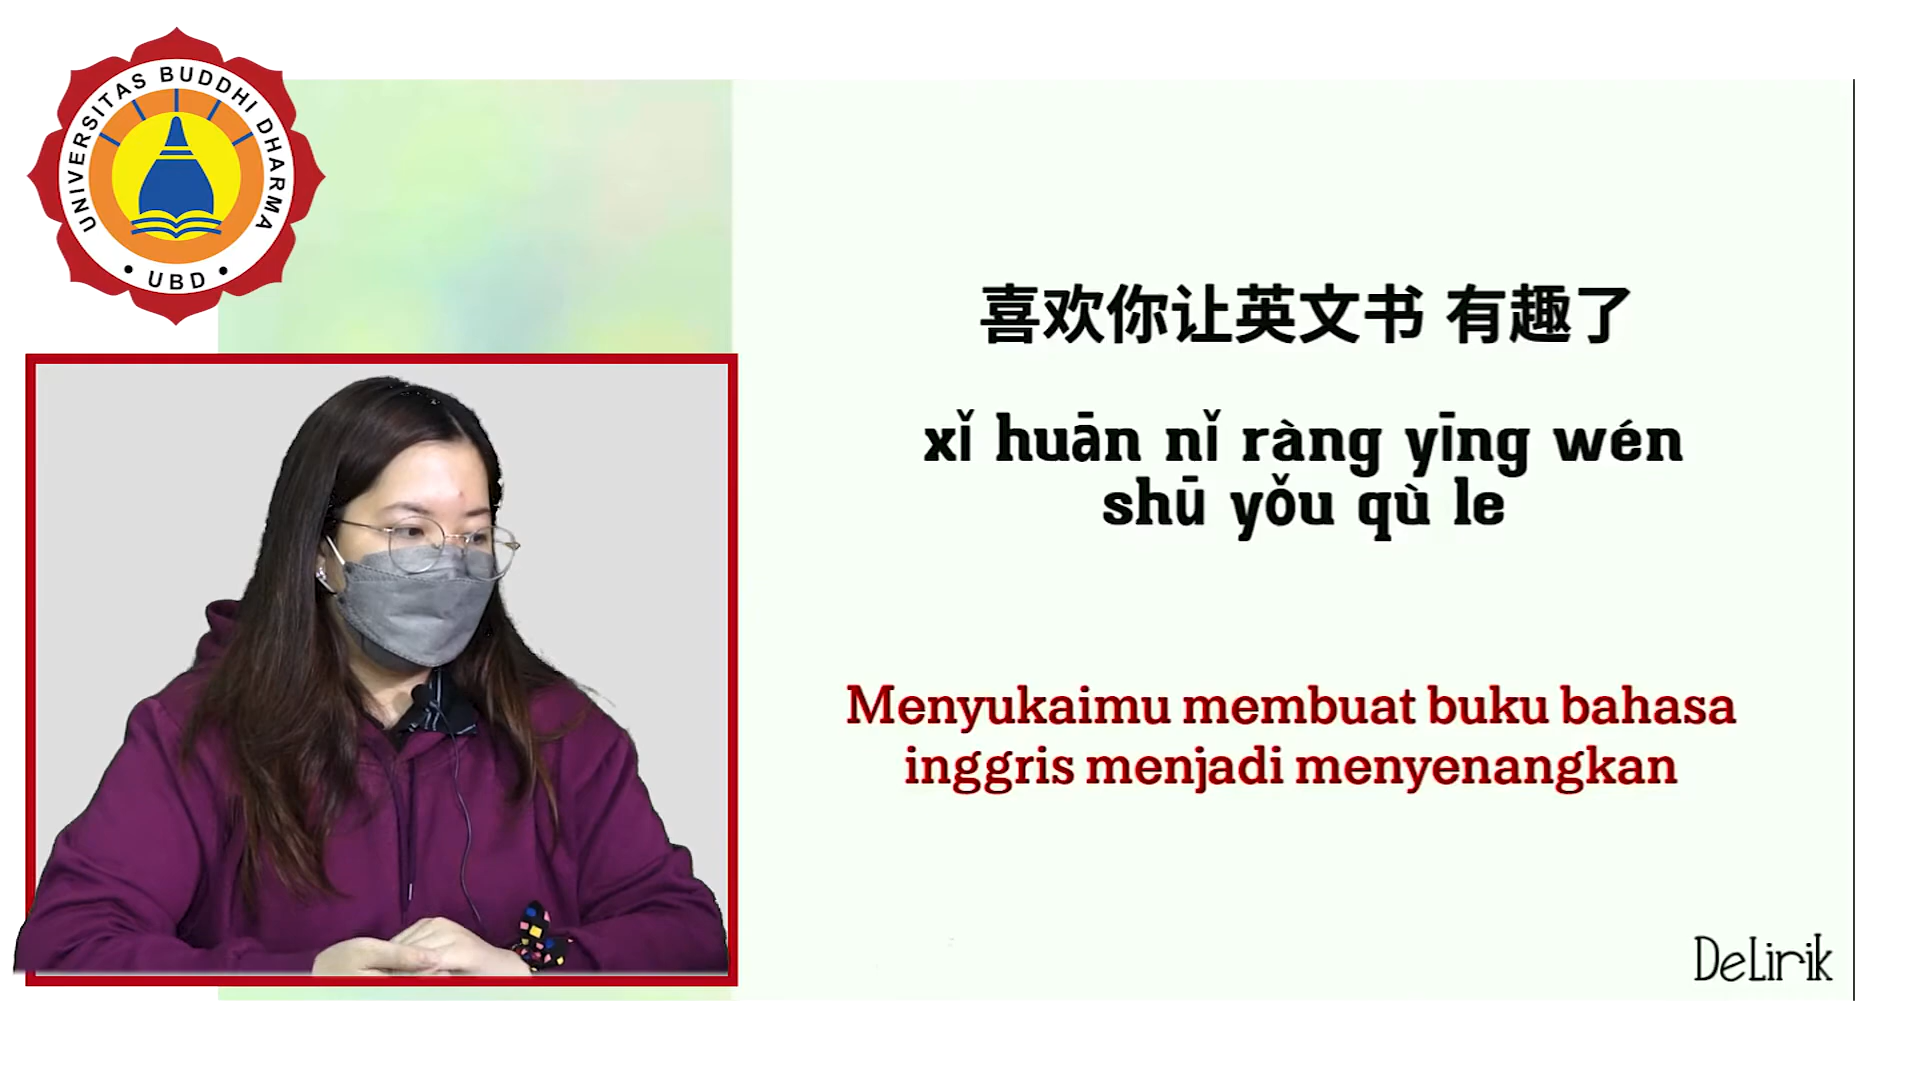 UNIVERSITAS BUDDHI DHARMA
• UBD •
喜欢你让英文书 有趣了
xǐ huān nǐ ràng yīng wén
shū yǒu qù le
Menyukaimu membuat buku bahasa
inggris menjadi menyenangkan
DeLirik